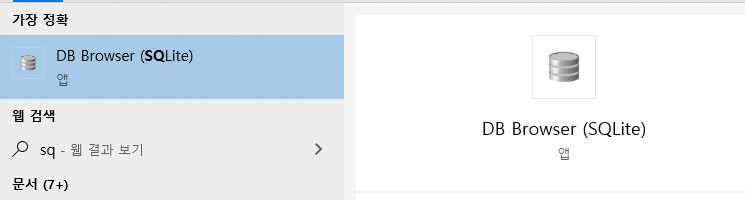 가장 정확
DB Browser (SQLite)
앱
웹 검색
sq - 웹 결과 보기
문서 (7+)
DB Browser (SQLite)
앱